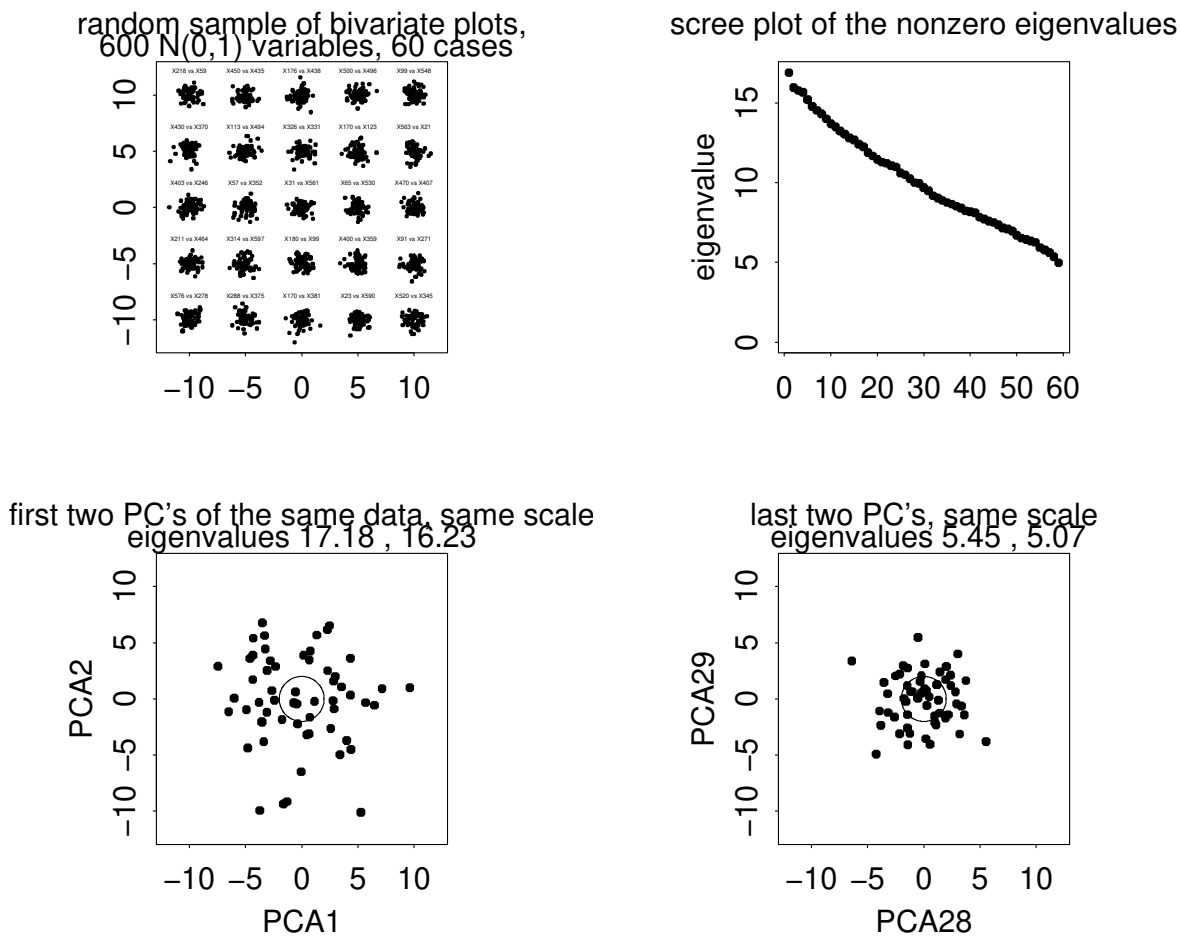 random sample of bivariate plots,
600 N(0,1) variables, 60 cases
X218 vs X59 X450 vs X435 X176 vs X438 X500 vs X496 X99 vs X548
X430 vs X370 X113 vs X494 X326 vs X331 X170 vs X123 X563 vs X21
X403 vs X246 X57 vs X352 X31 vs X561 X65 vs X530 X470 vs X407
X211 vs X464 X314 vs X597 X180 vs X99 X400 vs X359 X91 vs X271
X576 vs X278 X288 vs X375 X170 vs X381 X23 vs X590 X520 vs X345
10
5
0
−5
−10
−10 −5 0 5 10
scree plot of the nonzero eigenvalues
eigenvalue
15
10
5
0
0 10 20 30 40 50 60
first two PC's of the same data, same scale
eigenvalues 17.18 , 16.23
PCA2
10
5
0
−5
−10
−10 −5 0 5 10
PCA1
last two PC's, same scale
eigenvalues 5.45 , 5.07
PCA29
10
5
0
−5
−10
−10 −5 0 5 10
PCA28